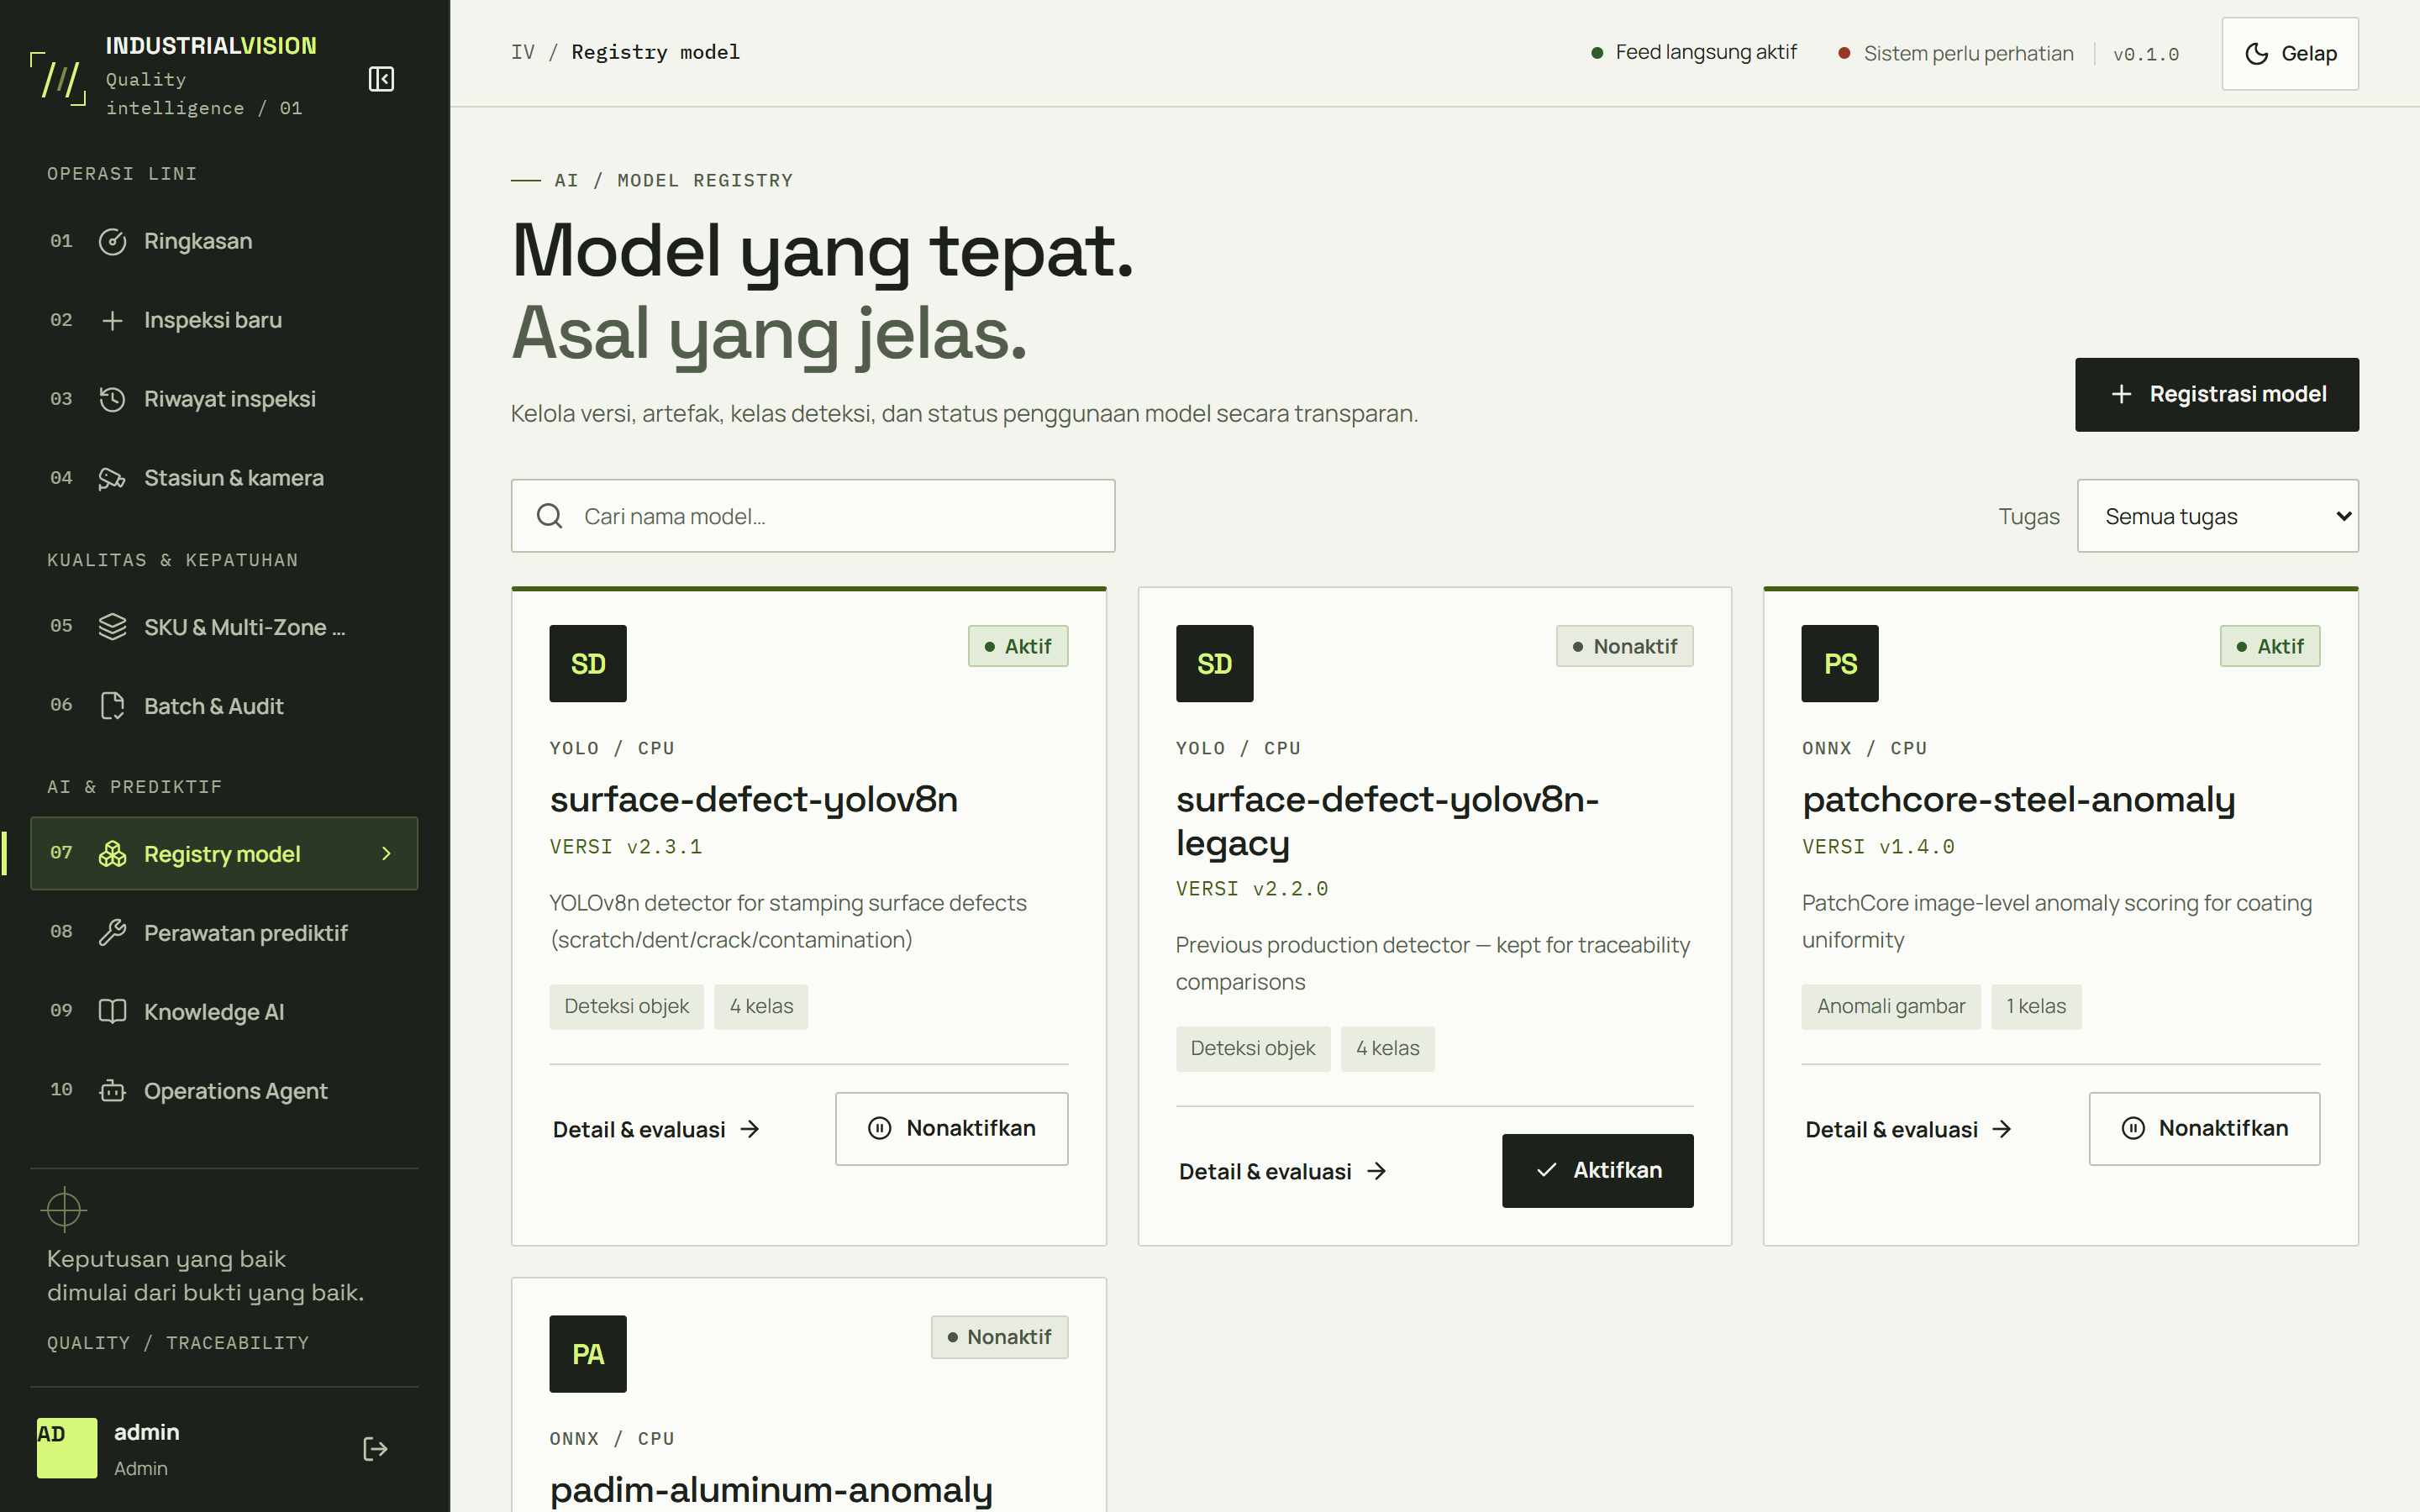 INDUSTRIALVISION
Quality
intelligence / 01
OPERASI LINI
01 Ringkasan
02 Inspeksi baru
03 Riwayat inspeksi
04 Stasiun & kamera
KUALITAS & KEPATUHAN
05 SKU & Multi-Zone ...
06 Batch & Audit
AI & PREDIKTIF
07 Registry model
08 Perawatan prediktif
09 Knowledge AI
10 Operations Agent
Keputusan yang baik
dimulai dari bukti yang baik.
QUALITY / TRACEABILITY
AD
admin
Admin
IV / Registry model
Feed langsung aktif
Sistem perlu perhatian
v0.1.0
Gelap
AI / MODEL REGISTRY
Model yang tepat.
Asal yang jelas.
Kelola versi, artefak, kelas deteksi, dan status penggunaan model secara transparan.
Registrasi model
Cari nama model...
Tugas
Semua tugas
SD
Aktif
YOLO / CPU
surface-defect-yolov8n
VERSI v2.3.1
YOLOv8n detector for stamping surface defects
(scratch/dent/crack/contamination)
Deteksi objek
4 kelas
Detail & evaluasi
Nonaktifkan
SD
Nonaktif
YOLO / CPU
surface-defect-yolov8n-
legacy
VERSI v2.2.0
Previous production detector — kept for traceability
comparisons
Deteksi objek
4 kelas
Detail & evaluasi
Aktifkan
PS
Aktif
ONNX / CPU
patchcore-steel-anomaly
VERSI v1.4.0
PatchCore image-level anomaly scoring for coating
uniformity
Anomali gambar
1 kelas
Detail & evaluasi
Nonaktifkan
PA
Nonaktif
ONNX / CPU
padim-aluminum-anomaly